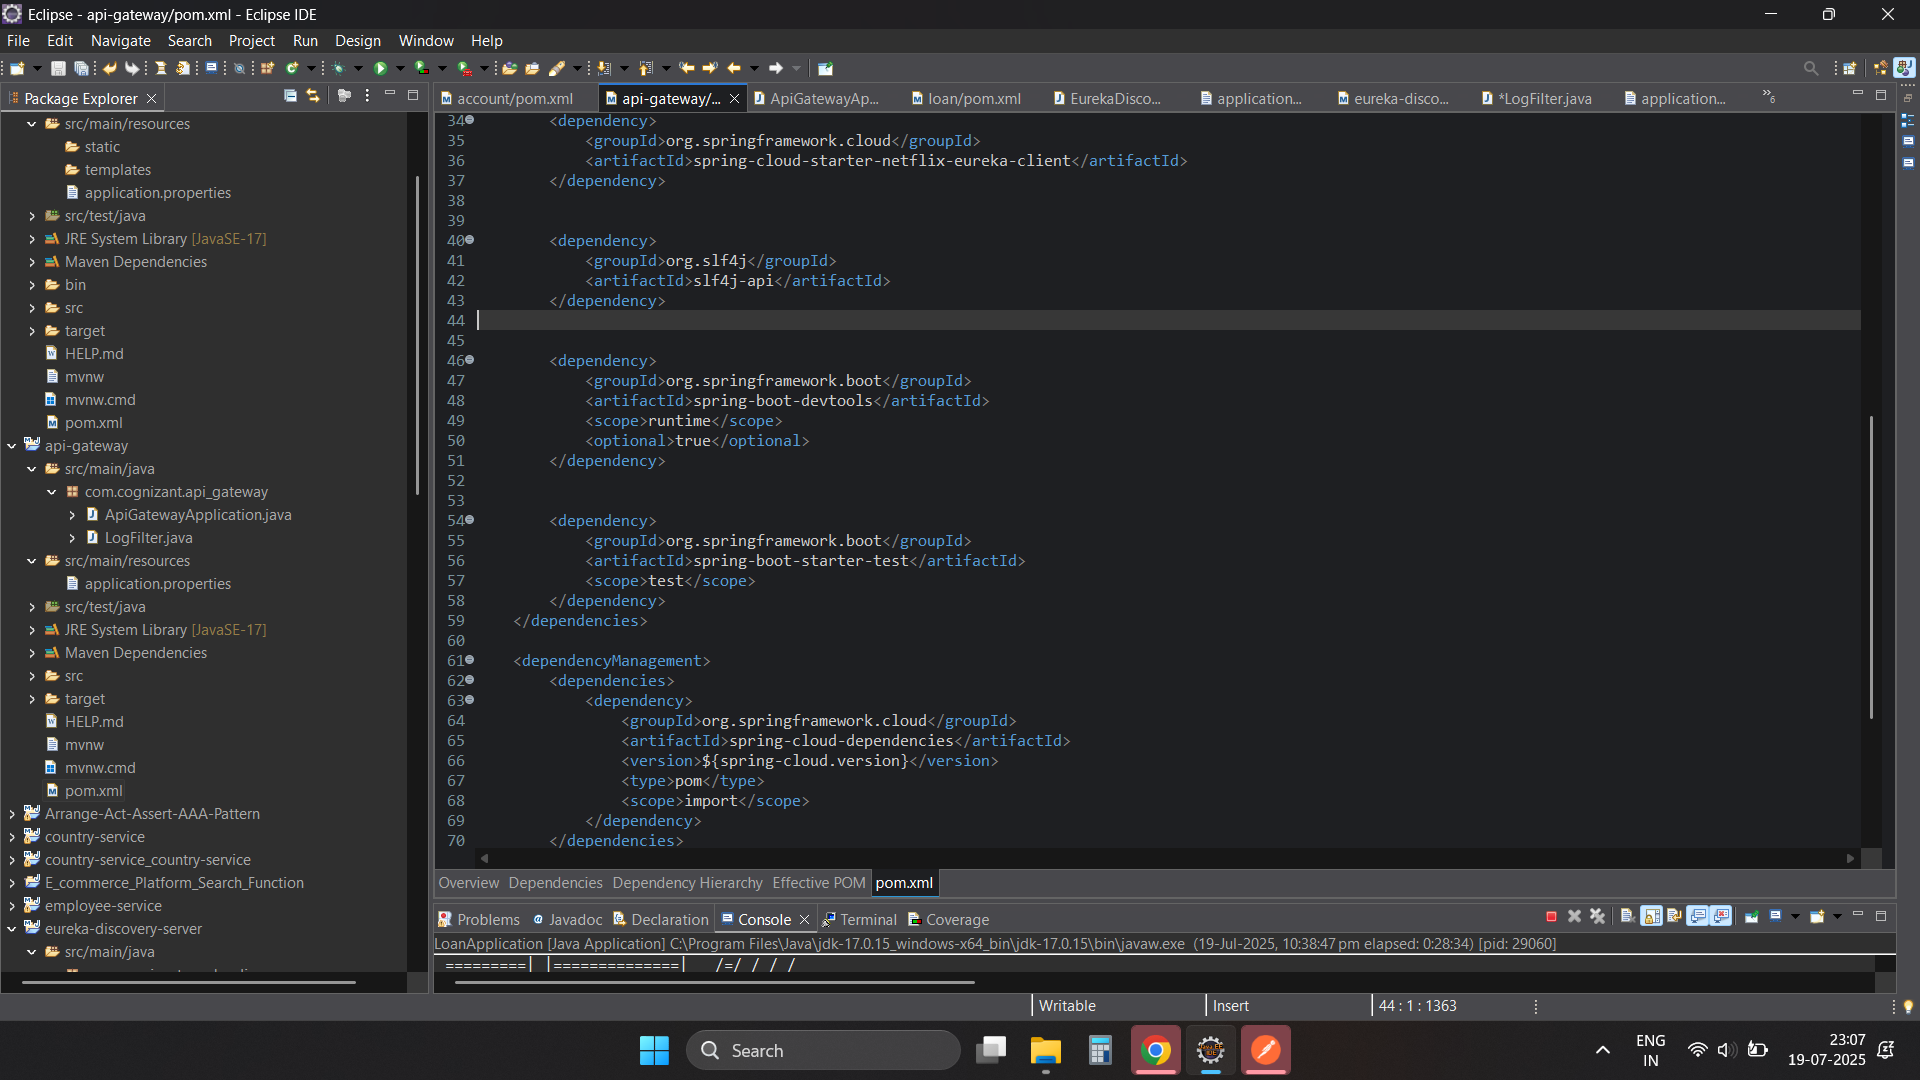 Eclipse - api-gateway/pom.xml - Eclipse IDE
File Edit Navigate Search Project Run Design Window Help
Package Explorer
src/main/resources
static
templates
application.properties
src/test/java
JRE System Library [JavaSE-17]
Maven Dependencies
bin
src
target
HELP.md
mvnw
mvnw.cmd
pom.xml
api-gateway
src/main/java
com.cognizant.api_gateway
ApiGatewayApplication.java
LogFilter.java
src/main/resources
application.properties
src/test/java
JRE System Library [JavaSE-17]
Maven Dependencies
src
target
HELP.md
mvnw
mvnw.cmd
pom.xml
Arrange-Act-Assert-AAA-Pattern
country-service
country-service_country-service
E_commerce_Platform_Search_Function
employee-service
eureka-discovery-server
src/main/java
account/pom.xml api-gateway/... ApiGatewayAp... loan/pom.xml EurekaDisco... application... eureka-disco... *LogFilter.java application... »6
34 <dependency>
35 <groupId>org.springframework.cloud</groupId>
36 <artifactId>spring-cloud-starter-netflix-eureka-client</artifactId>
37 </dependency>
38
39
40 <dependency>
41 <groupId>org.slf4j</groupId>
42 <artifactId>slf4j-api</artifactId>
43 </dependency>
44
45
46 <dependency>
47 <groupId>org.springframework.boot</groupId>
48 <artifactId>spring-boot-devtools</artifactId>
49 <scope>runtime</scope>
50 <optional>true</optional>
51 </dependency>
52
53
54 <dependency>
55 <groupId>org.springframework.boot</groupId>
56 <artifactId>spring-boot-starter-test</artifactId>
57 <scope>test</scope>
58 </dependency>
59 </dependencies>
60
61 <dependencyManagement>
62 <dependencies>
63 <dependency>
64 <groupId>org.springframework.cloud</groupId>
65 <artifactId>spring-cloud-dependencies</artifactId>
66 <version>${spring-cloud.version}</version>
67 <type>pom</type>
68 <scope>import</scope>
69 </dependency>
70 </dependencies>
Overview Dependencies Dependency Hierarchy Effective POM pom.xml
Problems Javadoc Declaration Console Terminal Coverage
LoanApplication [Java Application] C:\Program Files\Java\jdk-17.0.15_windows-x64_bin\jdk-17.0.15\bin\javaw.exe (19-Jul-2025, 10:38:47 pm elapsed: 0:28:34) [pid: 29060]
=========| |==============| /=/ / / /
Writable Insert 44 : 1 : 1363
Search
ENG
IN
23:07
19-07-2025